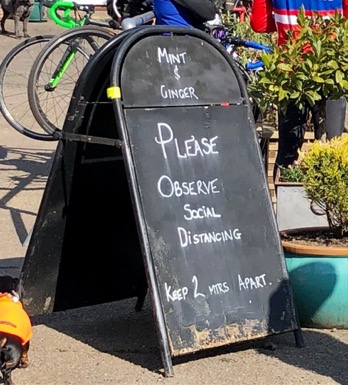 Mint
&
Ginger
Please
Observe
Social
Distancing
Keep 2 mtrs Apart.